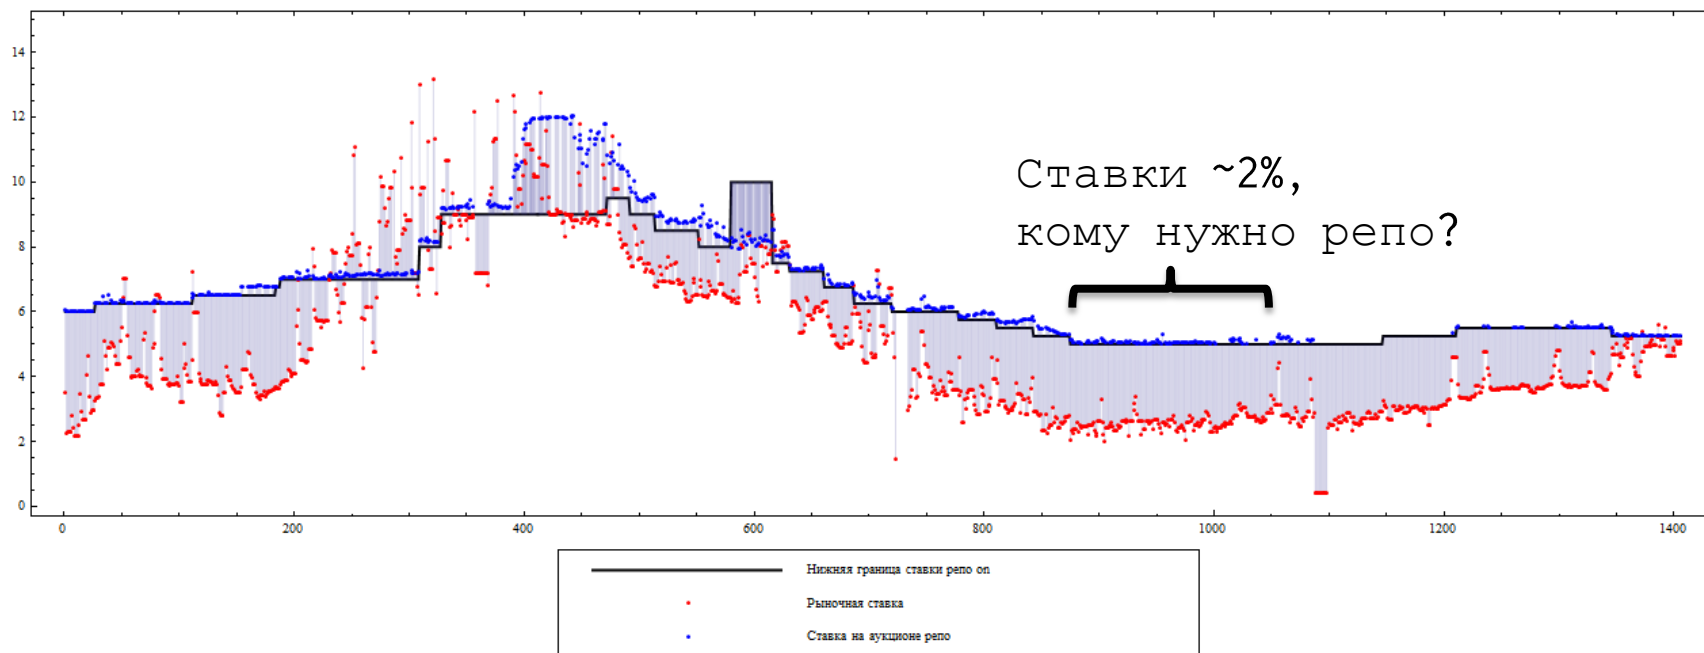 14
12
10
8
6
4
2
0
Ставки ~2%,
кому нужно репо?
0 200 400 600 800 1000 1200 1400
Нижняя граница ставки репо on
Рыночная ставка
Ставка на аукционе репо